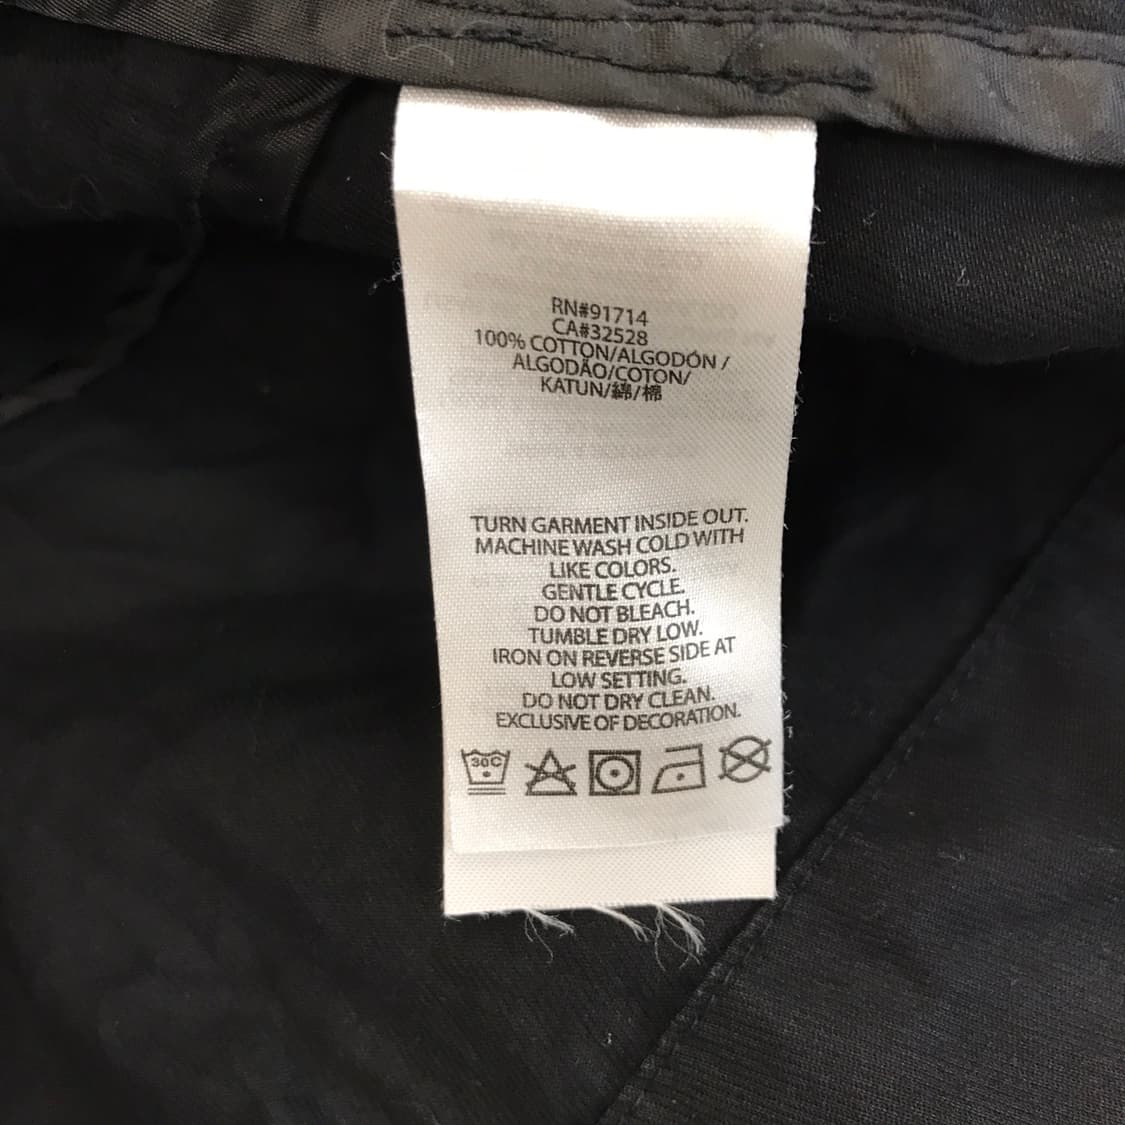 RN#91714
CA#32528
100% COTTON/ALGODÓN /
ALGODÃO/COTON/
KATUN/綿/棉
TURN GARMENT INSIDE OUT.
MACHINE WASH COLD WITH
LIKE COLORS.
GENTLE CYCLE.
DO NOT BLEACH.
TUMBLE DRY LOW.
IRON ON REVERSE SIDE AT
LOW SETTING.
DO NOT DRY CLEAN.
EXCLUSIVE OF DECORATION.
30C